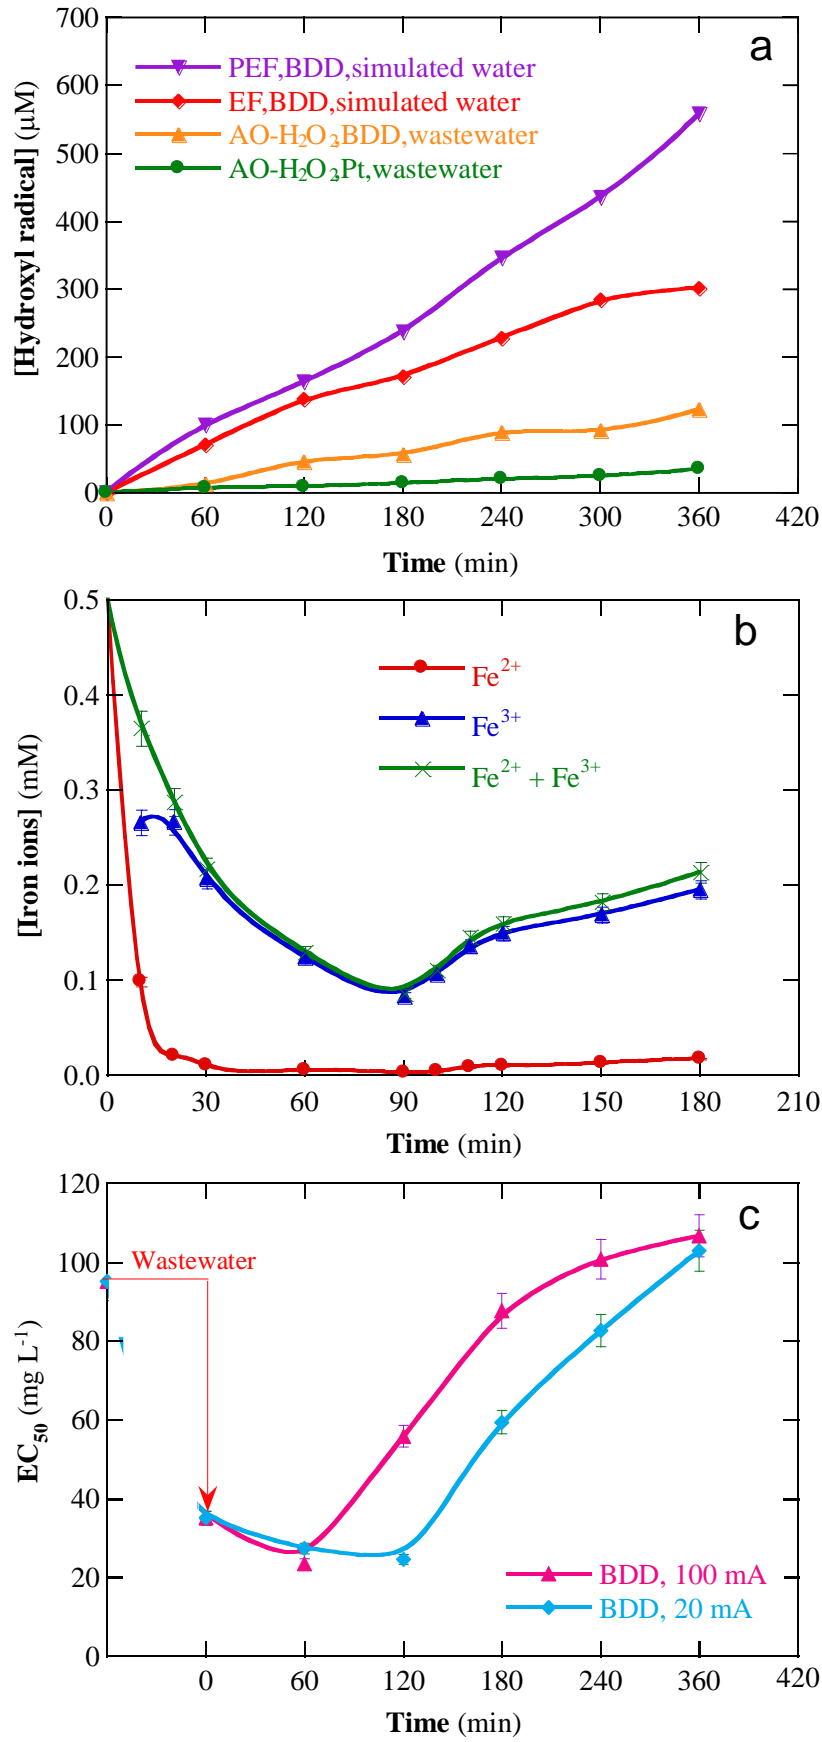 a
PEF,BDD,simulated water
EF,BDD,simulated water
AO-H₂O₂,BDD,wastewater
AO-H₂O₂,Pt,wastewater
[Hydroxyl radical] (μM)
700
600
500
400
300
200
100
0
0 60 120 180 240 300 360 420
Time (min)
b
Fe²⁺
Fe³⁺
Fe²⁺ + Fe³⁺
[Iron ions] (mM)
0.5
0.4
0.3
0.2
0.1
0.0
0 30 60 90 120 150 180 210
Time (min)
c
Wastewater
EC₅₀ (mg L⁻¹)
120
100
80
60
40
20
0
0 60 120 180 240 360 420
BDD, 100 mA
BDD, 20 mA
Time (min)